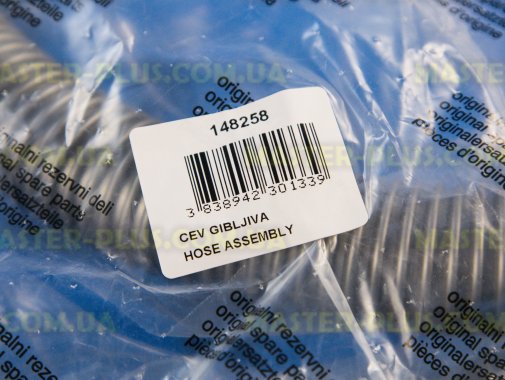 148258
3 838942 301339
CEV GIBLJIVA
HOSE ASSEMBLY
originalni rezervni deli
original spare parts
originalersatzteile
pièces d'origine
MASTER-PLUS.COM.UA